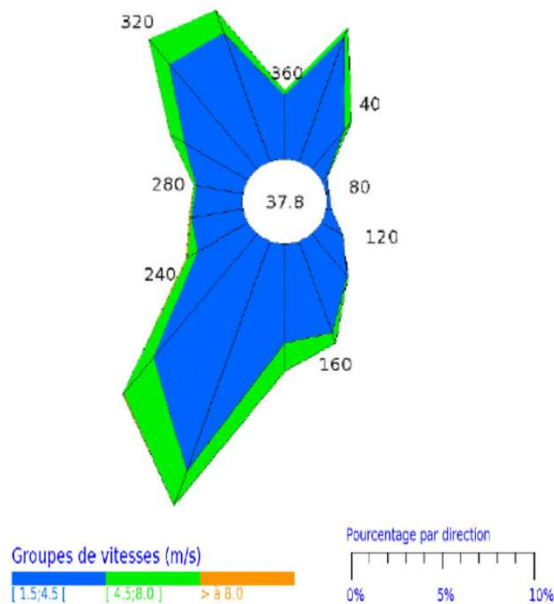 320
360
40
280
80
37.8
120
240
160
Groupes de vitesses (m/s)
[ 1.5;4.5 [
[ 4.5;8.0 ]
> à 8.0
Pourcentage par direction
0%
5%
10%